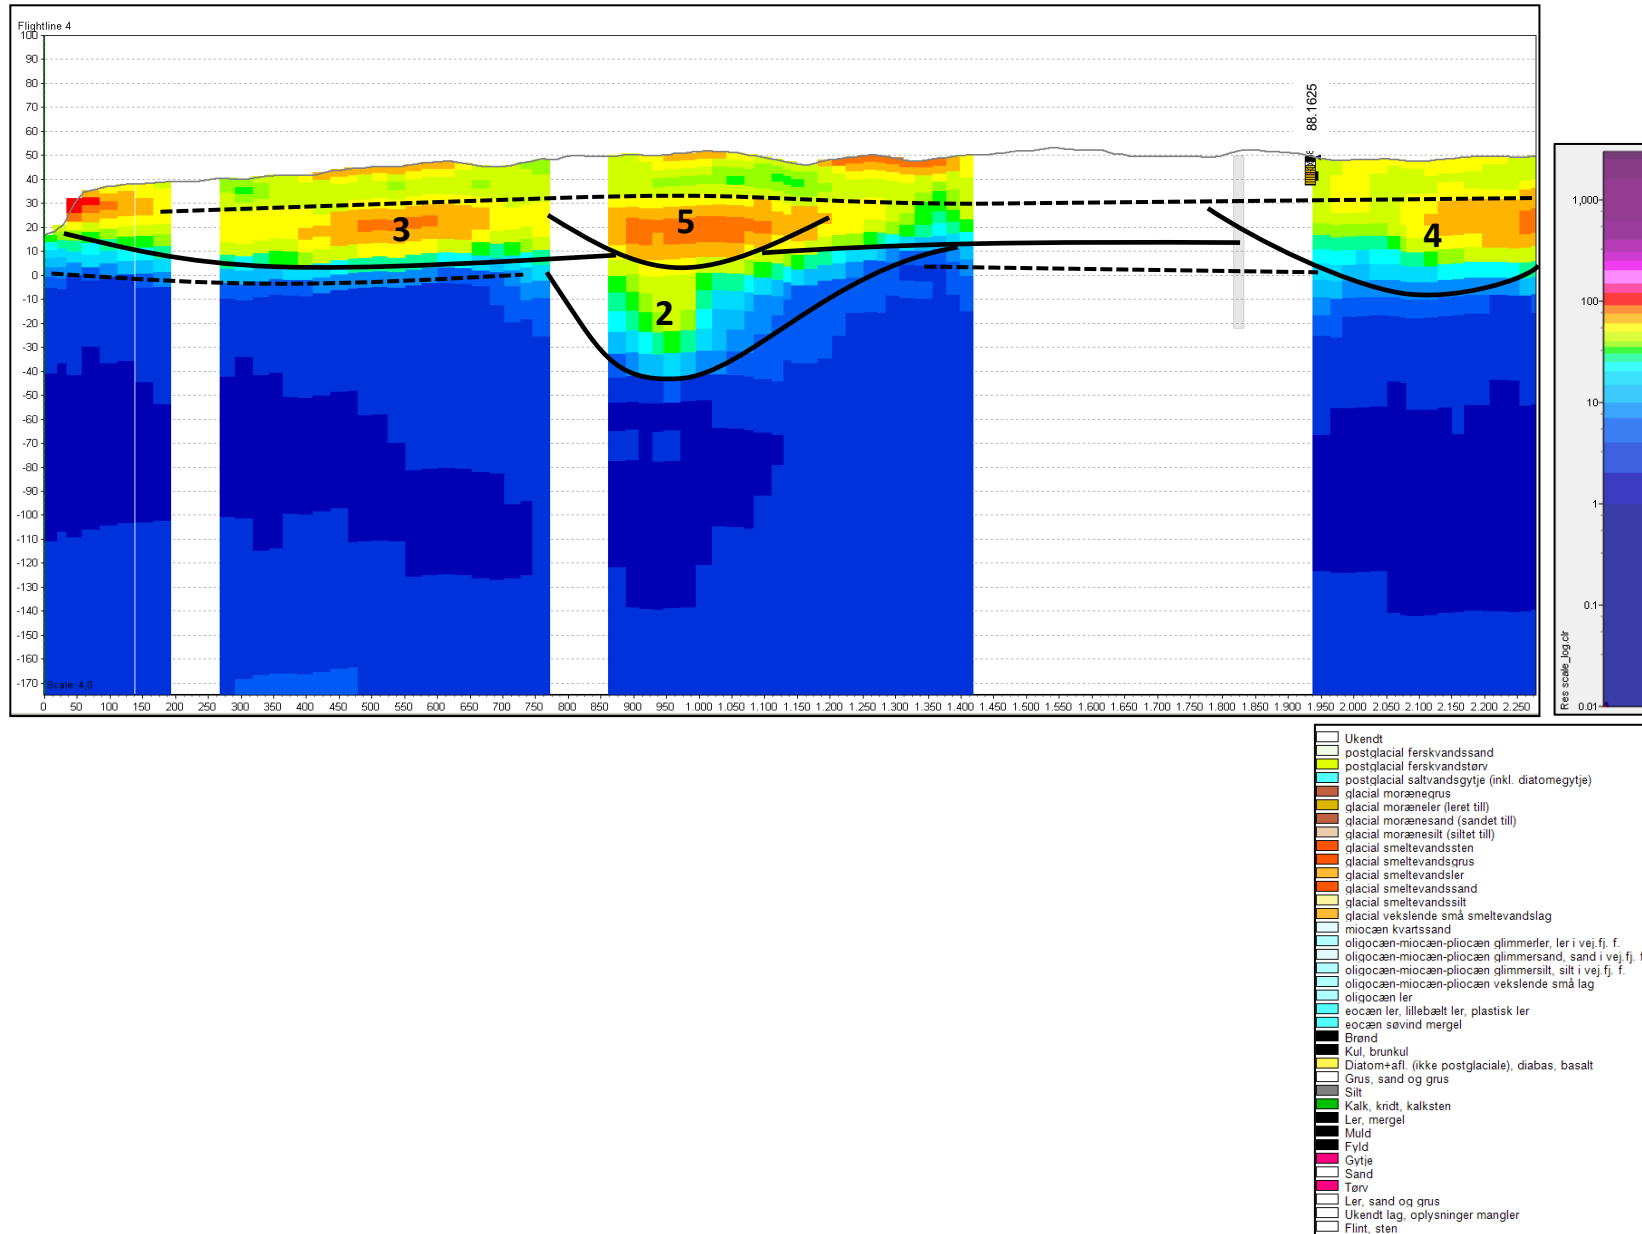 Flightline 4
100
90
80
70
60
50
40
30
20
10
0
-10
-20
-30
-40
-50
-60
-70
-80
-90
-100
-110
-120
-130
-140
-150
-160
-170
Scale: 4,0
0 50 100 150 200 250 300 350 400 450 500 550 600 650 700 750 800 850 900 950 1.000 1.050 1.100 1.150 1.200 1.250 1.300 1.350 1.400 1.450 1.500 1.550 1.600 1.650 1.700 1.750 1.800 1.850 1.900 1.950 2.000 2.050 2.100 2.150 2.200 2.250
88.1625
3
5
2
4
1,000
100
10
1
0.1
0.01
Res scale_log.clr
Ukendt
postglacial ferskvandssand
postglacial ferskvandstørv
postglacial saltvandsgytje (inkl. diatomegytje)
glacial morænegrus
glacial moræneler (leret till)
glacial morænesand (sandet till)
glacial morænesilt (siltet till)
glacial smeltevandssten
glacial smeltevandsgrus
glacial smeltevandsler
glacial smeltevandssand
glacial smeltevandssilt
glacial vekslende små smeltevandslag
miocæn kvartssand
oligocæn-miocæn-pliocæn glimmerler, ler i vej.fj. f.
oligocæn-miocæn-pliocæn glimmersand, sand i vej.fj. f
oligocæn-miocæn-pliocæn glimmersilt, silt i vej.fj. f.
oligocæn-miocæn-pliocæn vekslende små lag
oligocæn ler
eocæn ler, lillebælt ler, plastisk ler
eocæn søvind mergel
Brønd
Kul, brunkul
Diatom+afl. (ikke postglaciale), diabas, basalt
Grus, sand og grus
Silt
Kalk, kridt, kalksten
Ler, mergel
Muld
Fyld
Gytje
Sand
Tørv
Ler, sand og grus
Ukendt lag, oplysninger mangler
Flint, sten